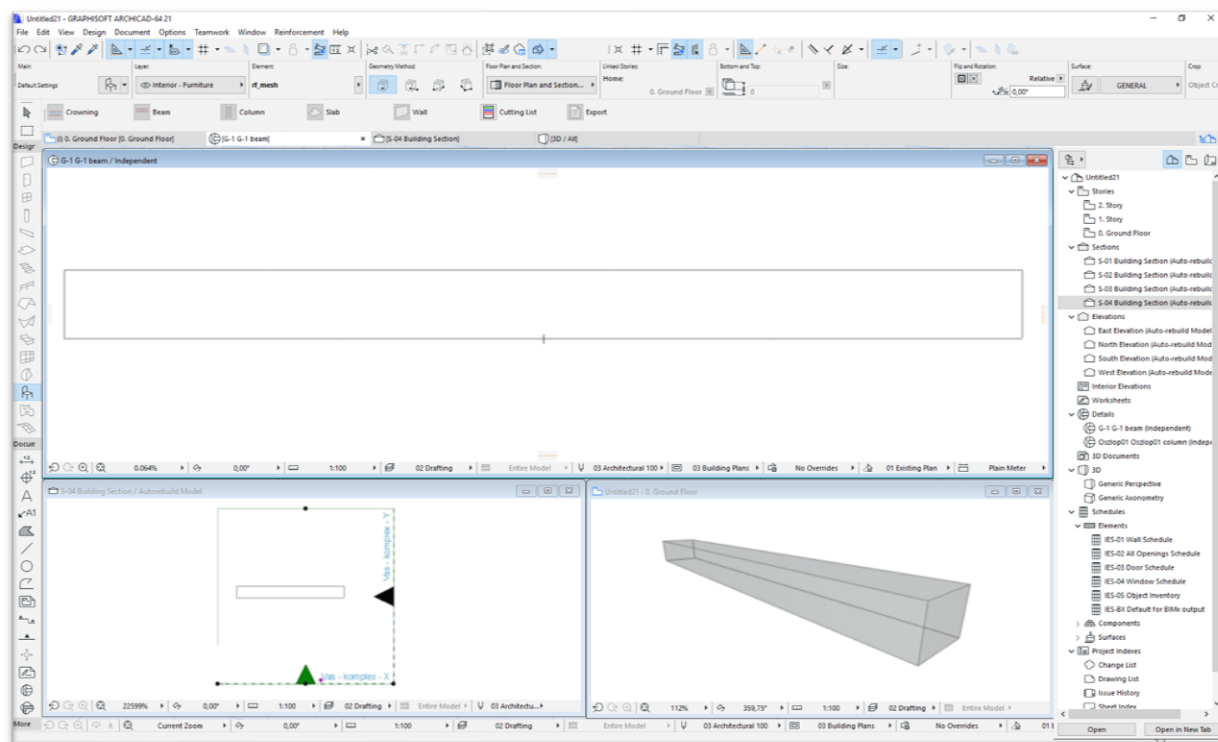 Untitled21 - GRAPHISOFT ARCHICAD-64 21
File Edit View Design Document Options Teamwork Window Reinforcement Help
Main: Layer: Element: Geometry Method: Floor Plan and Section: Linked Stories: Bottom and Top: Size: Flip and Rotation: Surface: Crop
Default Settings Interior - Furniture rf_mesh Floor Plan and Section... Home: 0. Ground Floor 0 Relative 0,00° GENERAL Object Cr
Crowning Beam Column Slab Wall Cutting List Export
(I) 0. Ground Floor [0. Ground Floor] [G-1 G-1 beam] [S-04 Building Section] [3D / All]
Design
G-1 G-1 beam / Independent
0.064% 0,00° 1:100 02 Drafting Entire Model 03 Architectural 100 03 Building Plans No Overrides 01 Existing Plan Plain Meter
Docum
A
A1
More
S-04 Building Section / Autorebuild Model
Vas - komplex - Y
Vas - komplex - X
22599% 0,00° 1:100 02 Drafting Entire Model 03 Architectu...
Untitled21 - 0. Ground Floor
112% 359,75° 1:100 02 Drafting Entire Model
Current Zoom 0,00° 1:100 02 Drafting Entire Model 03 Architectural 100 03 Building Plans No Overrides 01 E
Untitled21
Stories
2. Story
1. Story
0. Ground Floor
Sections
S-01 Building Section (Auto-rebuild
S-02 Building Section (Auto-rebuild
S-03 Building Section (Auto-rebuild
S-04 Building Section (Auto-rebuild
Elevations
East Elevation (Auto-rebuild Model
North Elevation (Auto-rebuild Mod
South Elevation (Auto-rebuild Mod
West Elevation (Auto-rebuild Mode
Interior Elevations
Worksheets
Details
G-1 G-1 beam (Independent)
Oszlop01 Oszlop01 column (Indepe
3D Documents
3D
Generic Perspective
Generic Axonometry
Schedules
Elements
IES-01 Wall Schedule
IES-02 All Openings Schedule
IES-03 Door Schedule
IES-04 Window Schedule
IES-05 Object Inventory
IES-BX Default for BIMx output
Components
Surfaces
Project Indexes
Change List
Drawing List
Issue History
Sheet Index
Open Open in New Tab